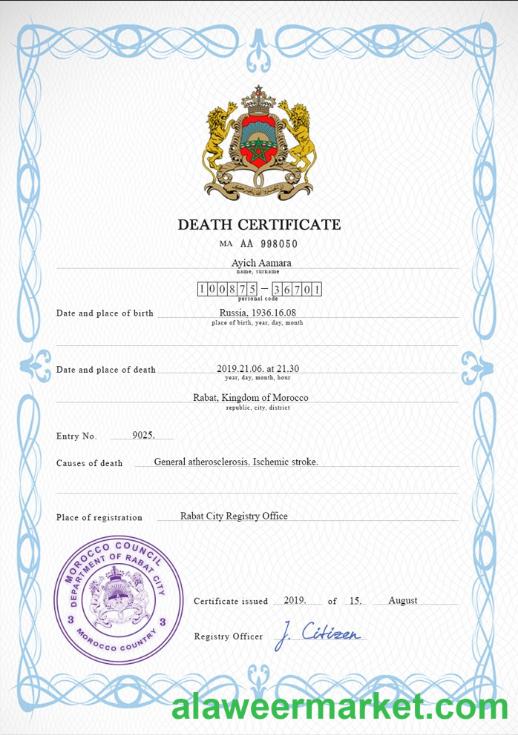 DEATH CERTIFICATE
MA AA 998050
Ayich Aamara
name, surname
100875-36701
personal code
Date and place of birth Russia, 1936.16.08
place of birth, year, day, month
Date and place of death 2019.21.06. at 21.30
year, day, month, hour
Rabat, Kingdom of Morocco
republic, city, district
Entry No. 9025.
Causes of death General atherosclerosis. Ischemic stroke.
Place of registration Rabat City Registry Office
MOROCCO COUNCIL
DEPARTMENT OF RABAT CITY
3 3
MOROCCO COUNTRY
Certificate issued 2019. of 15. August
Registry Officer J. Citizen
alaweermarket.com